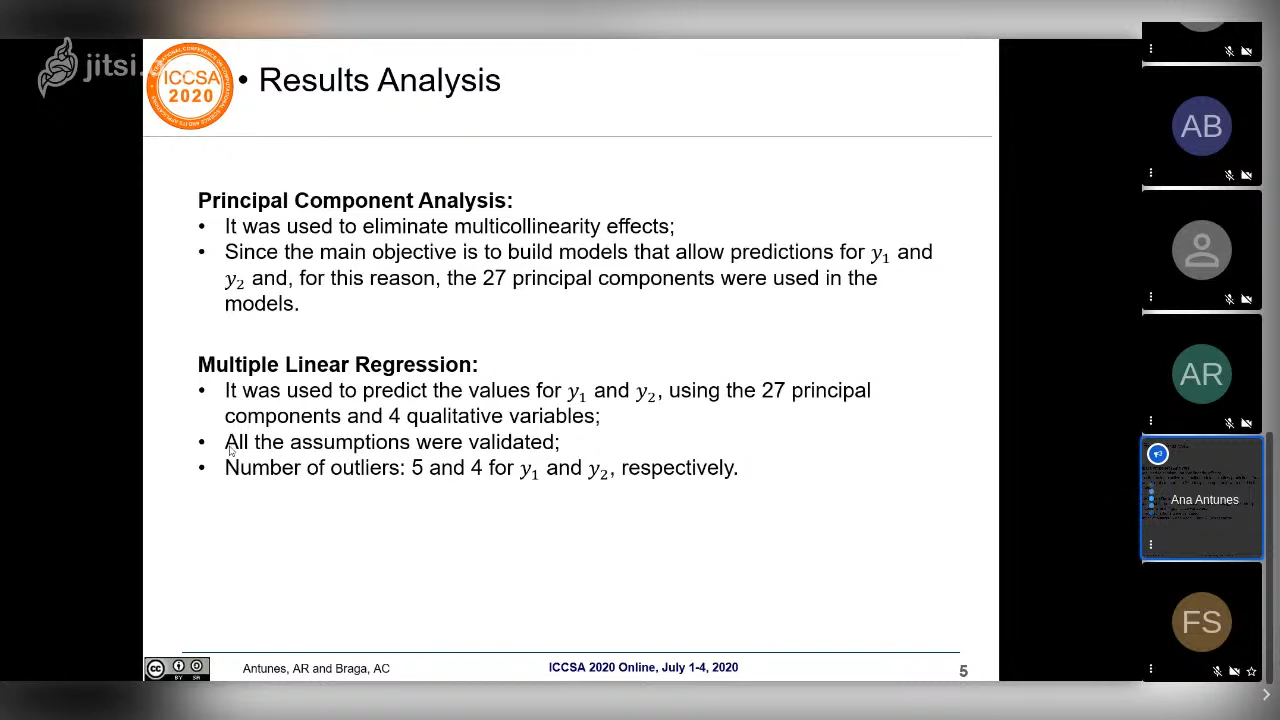 jitsi.
ICCSA
2020
• Results Analysis
Principal Component Analysis:
• It was used to eliminate multicollinearity effects;
• Since the main objective is to build models that allow predictions for y₁ and
y₂ and, for this reason, the 27 principal components were used in the
models.
Multiple Linear Regression:
• It was used to predict the values for y₁ and y₂, using the 27 principal
components and 4 qualitative variables;
• All the assumptions were validated;
• Number of outliers: 5 and 4 for y₁ and y₂, respectively.
cc
BY SA
Antunes, AR and Braga, AC
ICCSA 2020 Online, July 1-4, 2020
5
AB
AR
Ana Antunes
FS